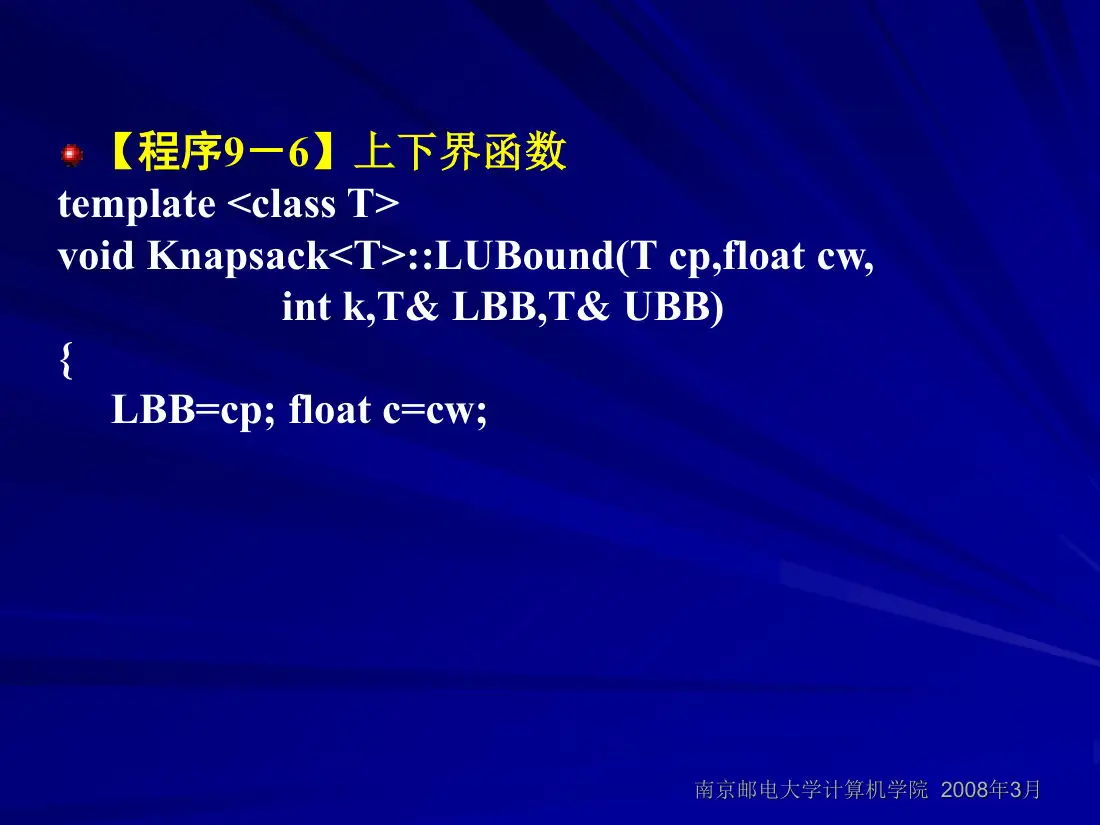 【程序9－6】上下界函数
template <class T>
void Knapsack<T>::LUBound(T cp,float cw,
int k,T& LBB,T& UBB)
{
LBB=cp; float c=cw;
南京邮电大学计算机学院 2008年3月